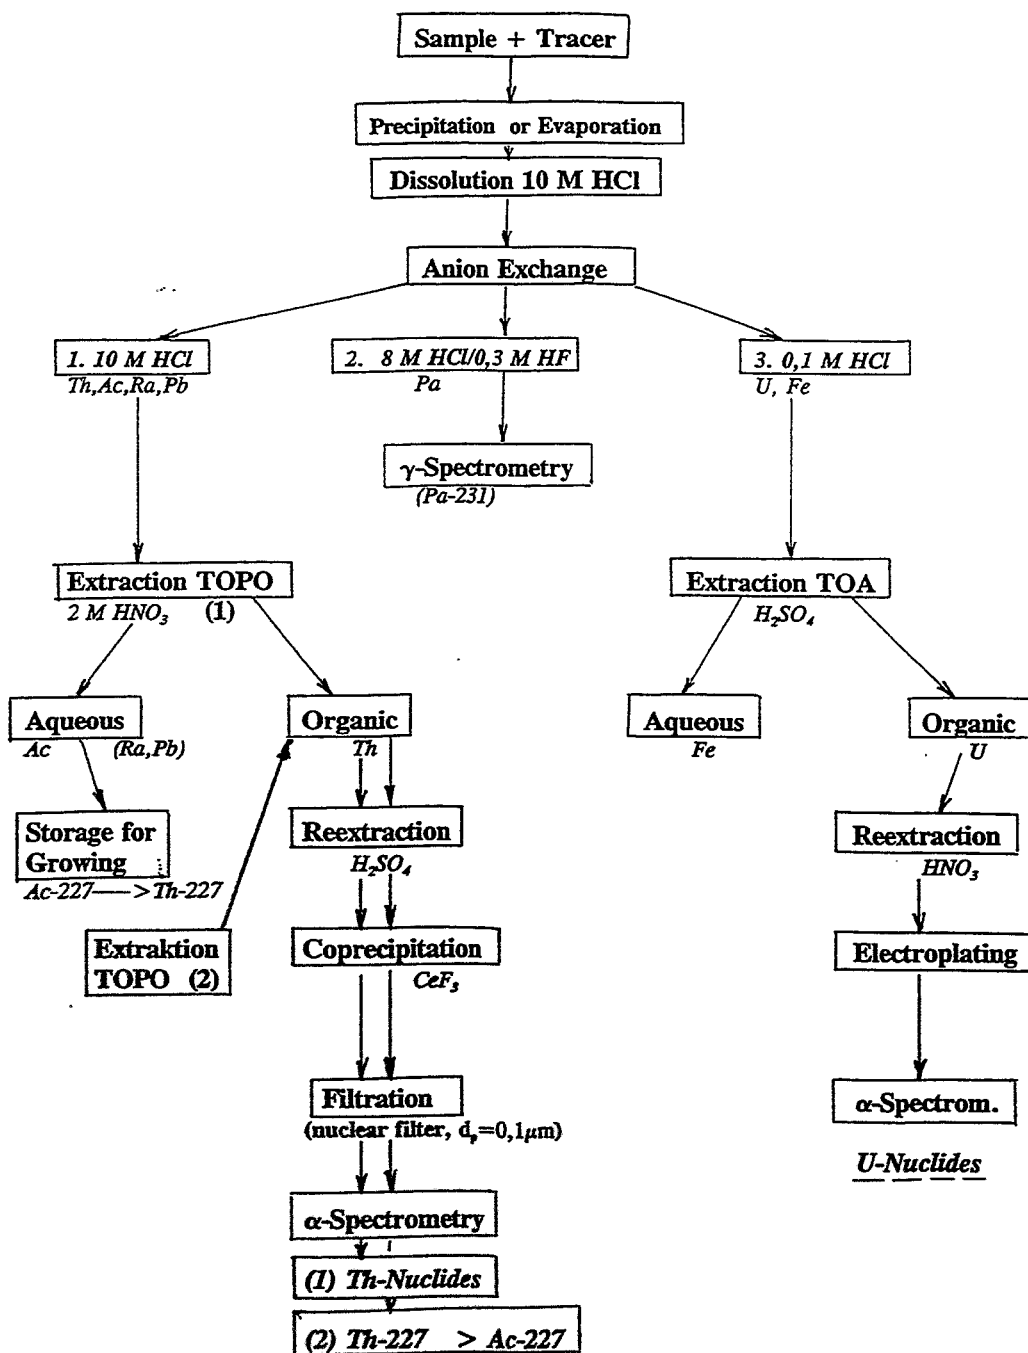 Sample + Tracer
Precipitation or Evaporation
Dissolution 10 M HCl
Anion Exchange
1. 10 M HCl
Th,Ac,Ra,Pb
2. 8 M HCl/0,3 M HF
Pa
3. 0,1 M HCl
U, Fe
γ-Spectrometry
(Pa-231)
Extraction TOPO
2 M HNO₃ (1)
Extraction TOA
H₂SO₄
Aqueous
Ac (Ra,Pb)
Organic
Th
Aqueous
Fe
Organic
U
Storage for
Growing
Ac-227—>Th-227
Reextraction
H₂SO₄
Reextraction
HNO₃
Extraktion
TOPO (2)
Coprecipitation
CeF₃
Electroplating
Filtration
(nuclear filter, dₚ=0,1μm)
α-Spectrom.
U-Nuclides
α-Spectrometry
(1) Th-Nuclides
(2) Th-227 > Ac-227